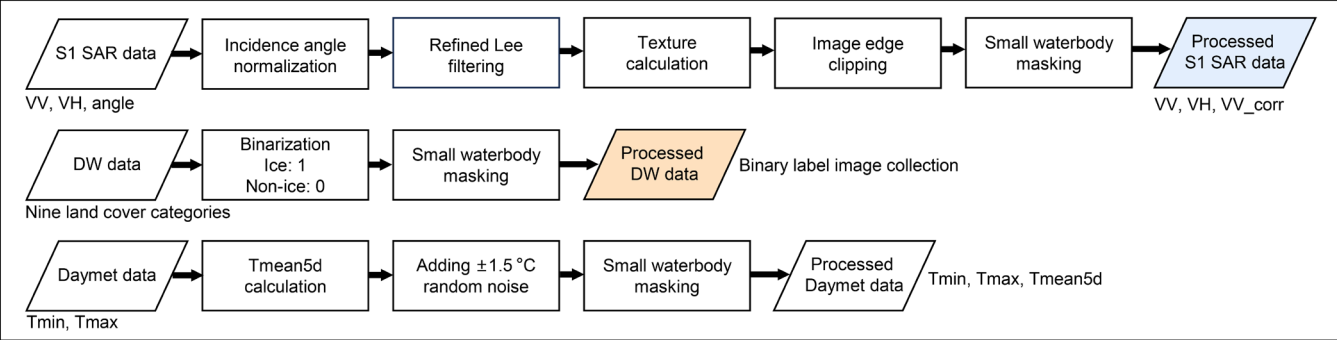 S1 SAR data
Incidence angle
normalization
Refined Lee
filtering
Texture
calculation
Image edge
clipping
Small waterbody
masking
Processed
S1 SAR data
VV, VH, angle
VV, VH, VV_corr
DW data
Binarization
Ice: 1
Non-ice: 0
Small waterbody
masking
Processed
DW data
Binary label image collection
Nine land cover categories
Daymet data
Tmean5d
calculation
Adding ±1.5 °C
random noise
Small waterbody
masking
Processed
Daymet data
Tmin, Tmax, Tmean5d
Tmin, Tmax